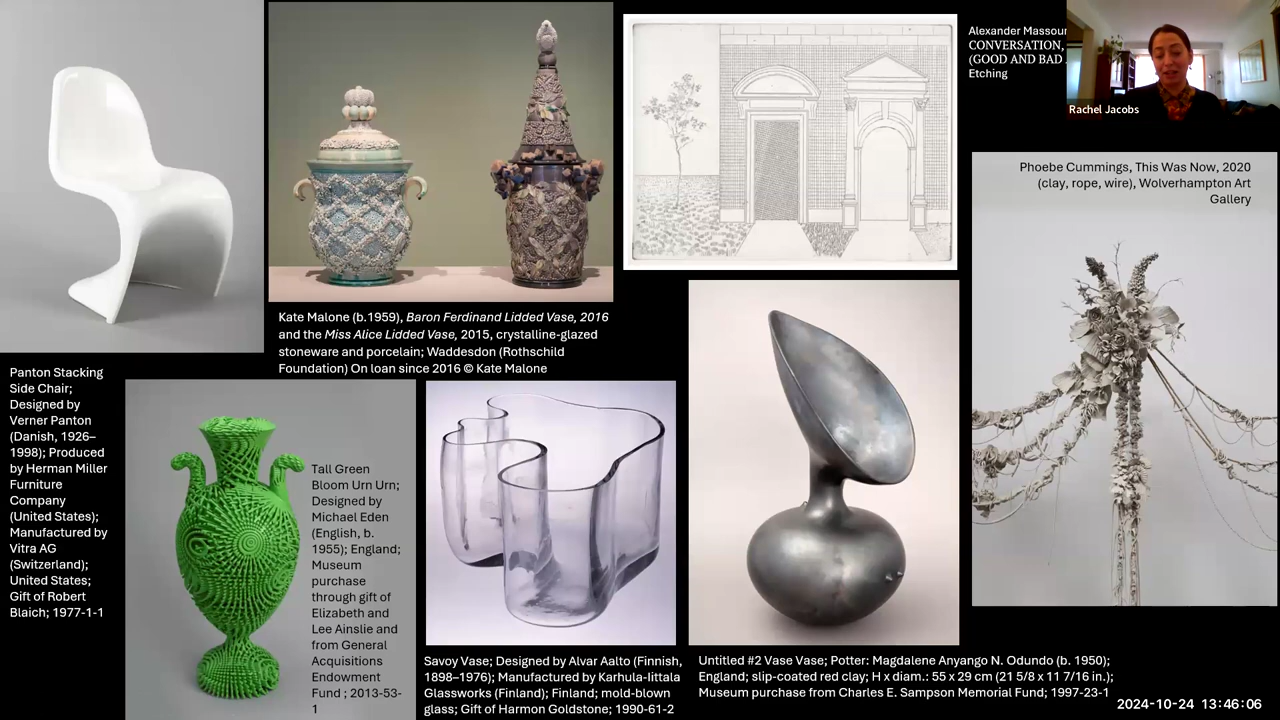 Alexander Massour
CONVERSATION,
(GOOD AND BAD
Etching
Rachel Jacobs
Phoebe Cummings, This Was Now, 2020
(clay, rope, wire), Wolverhampton Art
Gallery
Kate Malone (b.1959), Baron Ferdinand Lidded Vase, 2016
and the Miss Alice Lidded Vase, 2015, crystalline-glazed
stoneware and porcelain; Waddesdon (Rothschild
Foundation) On loan since 2016 © Kate Malone
Panton Stacking
Side Chair;
Designed by
Verner Panton
(Danish, 1926–
1998); Produced
by Herman Miller
Furniture
Company
(United States);
Manufactured by
Vitra AG
(Switzerland);
United States;
Gift of Robert
Blaich; 1977-1-1
Tall Green
Bloom Urn Urn;
Designed by
Michael Eden
(English, b.
1955); England;
Museum
purchase
through gift of
Elizabeth and
Lee Ainslie and
from General
Acquisitions
Endowment
Fund ; 2013-53-
1
Savoy Vase; Designed by Alvar Aalto (Finnish,
1898–1976); Manufactured by Karhula-Iittala
Glassworks (Finland); Finland; mold-blown
glass; Gift of Harmon Goldstone; 1990-61-2
Untitled #2 Vase Vase; Potter: Magdalene Anyango N. Odundo (b. 1950);
England; slip-coated red clay; H x diam.: 55 x 29 cm (21 5/8 x 11 7/16 in.);
Museum purchase from Charles E. Sampson Memorial Fund; 1997-23-1
2024-10-24 13:46:06